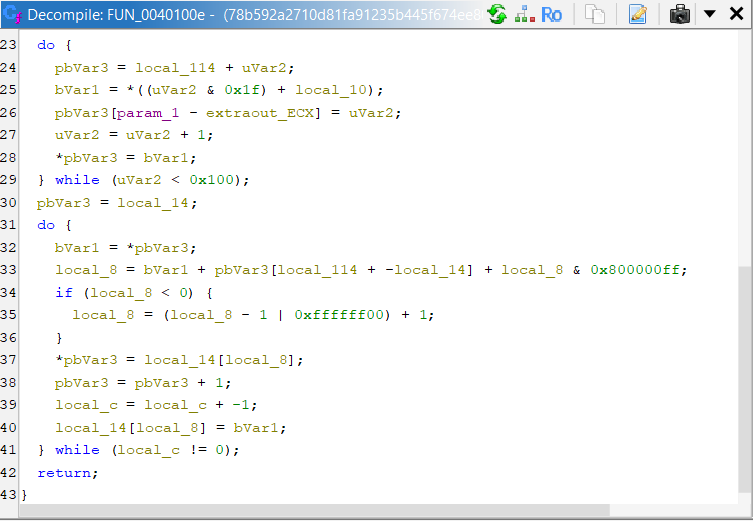 Decompile: FUN_0040100e - (78b592a2710d81fa91235b445f674ee8
Ro
23 do {
24 pbVar3 = local_114 + uVar2;
25 bVar1 = *((uVar2 & 0x1f) + local_10);
26 pbVar3[param_1 - extraout_ECX] = uVar2;
27 uVar2 = uVar2 + 1;
28 *pbVar3 = bVar1;
29 } while (uVar2 < 0x100);
30 pbVar3 = local_14;
31 do {
32 bVar1 = *pbVar3;
33 local_8 = bVar1 + pbVar3[local_114 + -local_14] + local_8 & 0x800000ff;
34 if (local_8 < 0) {
35 local_8 = (local_8 - 1 | 0xffffff00) + 1;
36 }
37 *pbVar3 = local_14[local_8];
38 pbVar3 = pbVar3 + 1;
39 local_c = local_c + -1;
40 local_14[local_8] = bVar1;
41 } while (local_c != 0);
42 return;
43 }